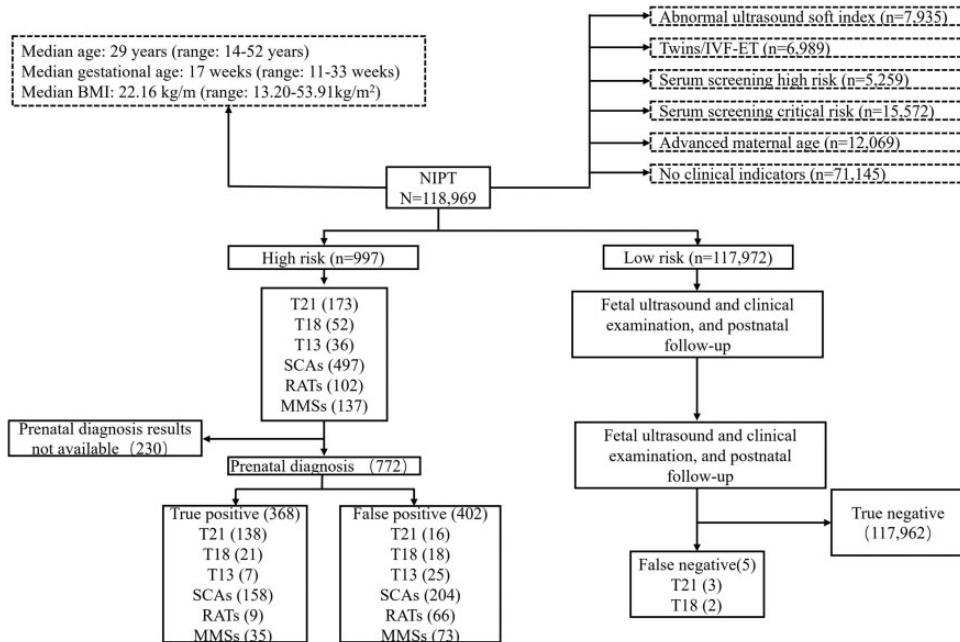 Median age: 29 years (range: 14-52 years)
Median gestational age: 17 weeks (range: 11-33 weeks)
Median BMI: 22.16 kg/m (range: 13.20-53.91kg/m²)
Abnormal ultrasound soft index (n=7,935)
Twins/IVF-ET (n=6,989)
Serum screening high risk (n=5,259)
Serum screening critical risk (n=15,572)
Advanced maternal age (n=12,069)
No clinical indicators (n=71,145)
NIPT
N=118,969
High risk (n=997)
Low risk (n=117,972)
T21 (173)
T18 (52)
T13 (36)
SCAs (497)
RATs (102)
MMSs (137)
Fetal ultrasound and clinical
examination, and postnatal
follow-up
Prenatal diagnosis results
not available (230)
Prenatal diagnosis (772)
Fetal ultrasound and clinical
examination, and postnatal
follow-up
True positive (368)
T21 (138)
T18 (21)
T13 (7)
SCAs (158)
RATs (9)
MMSs (35)
False positive (402)
T21 (16)
T18 (18)
T13 (25)
SCAs (204)
RATs (66)
MMSs (73)
True negative
(117,962)
False negative(5)
T21 (3)
T18 (2)